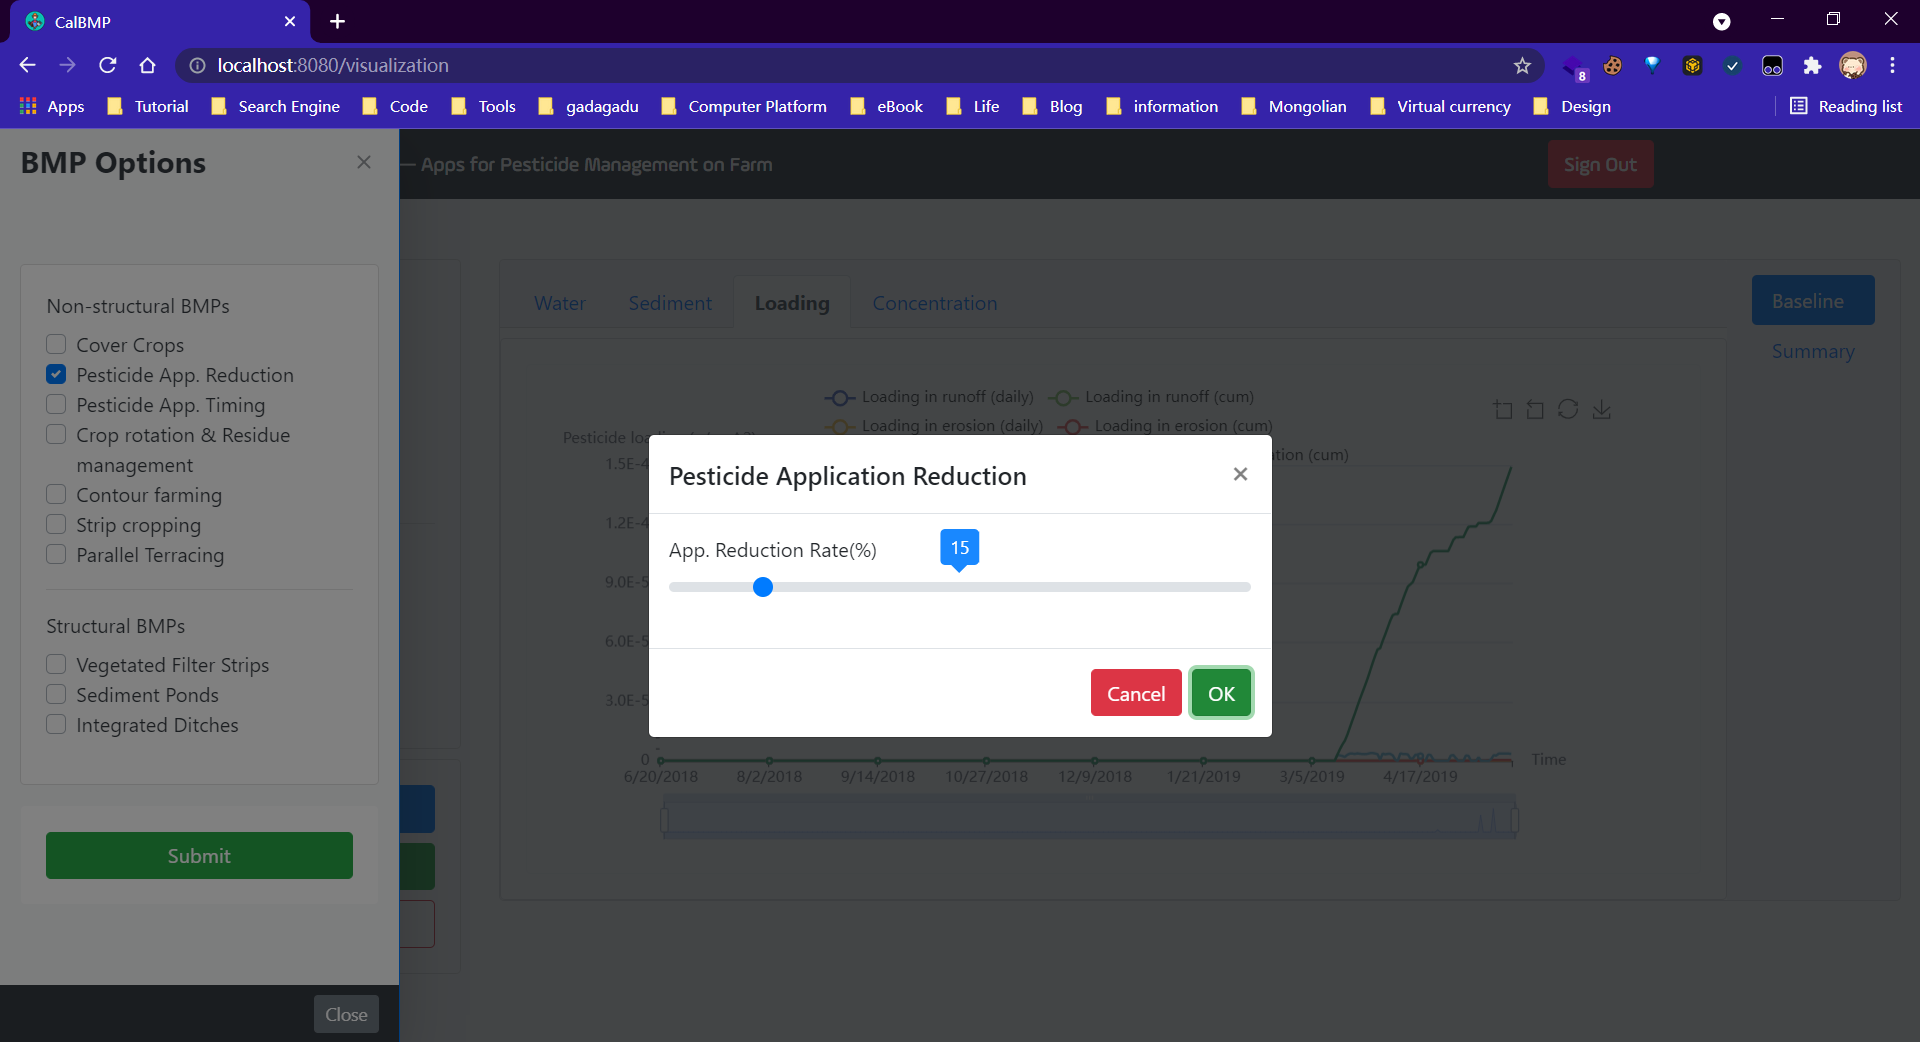 CalBMP
localhost:8080/visualization
8
Apps Tutorial Search Engine Code Tools gadagadu Computer Platform eBook Life Blog information Mongolian Virtual currency Design Reading list
BMP Options
— Apps for Pesticide Management on Farm
Sign Out
Non-structural BMPs
Cover Crops
Pesticide App. Reduction
Pesticide App. Timing
Crop rotation & Residue
management
Contour farming
Strip cropping
Parallel Terracing
Structural BMPs
Vegetated Filter Strips
Sediment Ponds
Integrated Ditches
Submit
Close
Water Sediment Loading Concentration
Baseline
Summary
Loading in runoff (daily) Loading in runoff (cum)
Loading in erosion (daily) Loading in erosion (cum)
(cum)
Pesticide
1.5E-4
1.2E-4
9.0E-5
6.0E-5
3.0E-5
0
6/20/2018 8/2/2018 9/14/2018 10/27/2018 12/9/2018 1/21/2019 3/5/2019 4/17/2019
Time
Pesticide Application Reduction
App. Reduction Rate(%)
15
Cancel OK